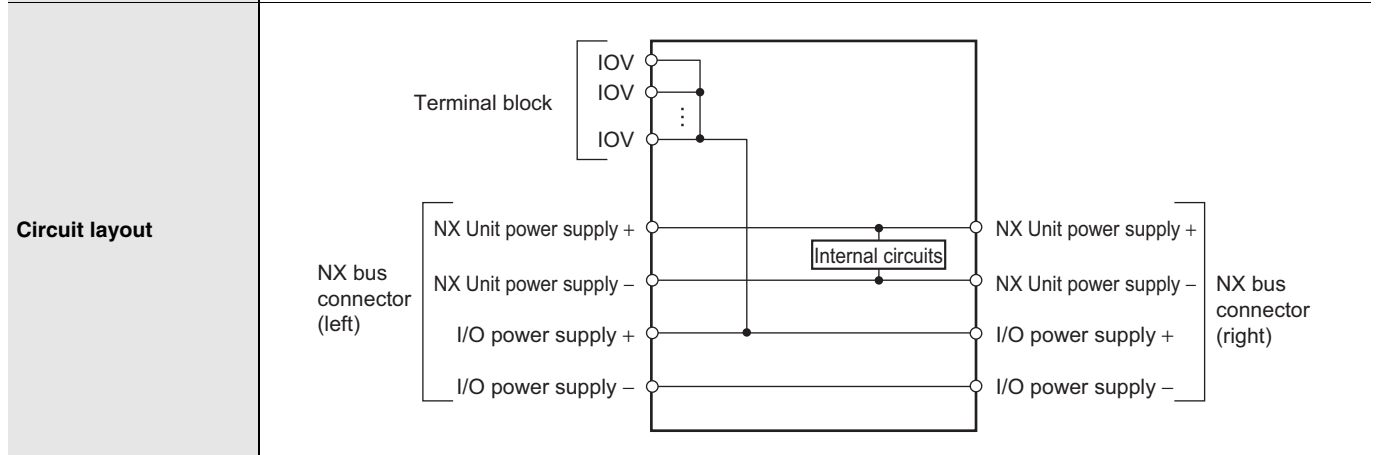 Circuit layout
Terminal block
IOV
IOV
⋮
IOV
NX bus
connector
(left)
NX Unit power supply +
NX Unit power supply −
I/O power supply +
I/O power supply −
Internal circuits
NX Unit power supply +
NX Unit power supply −
I/O power supply +
I/O power supply −
NX bus
connector
(right)